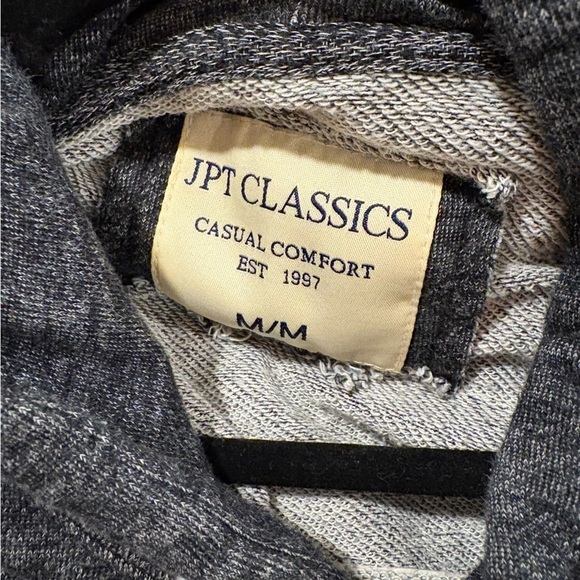 JPT CLASSICS
CASUAL COMFORT
EST 1997
M/M